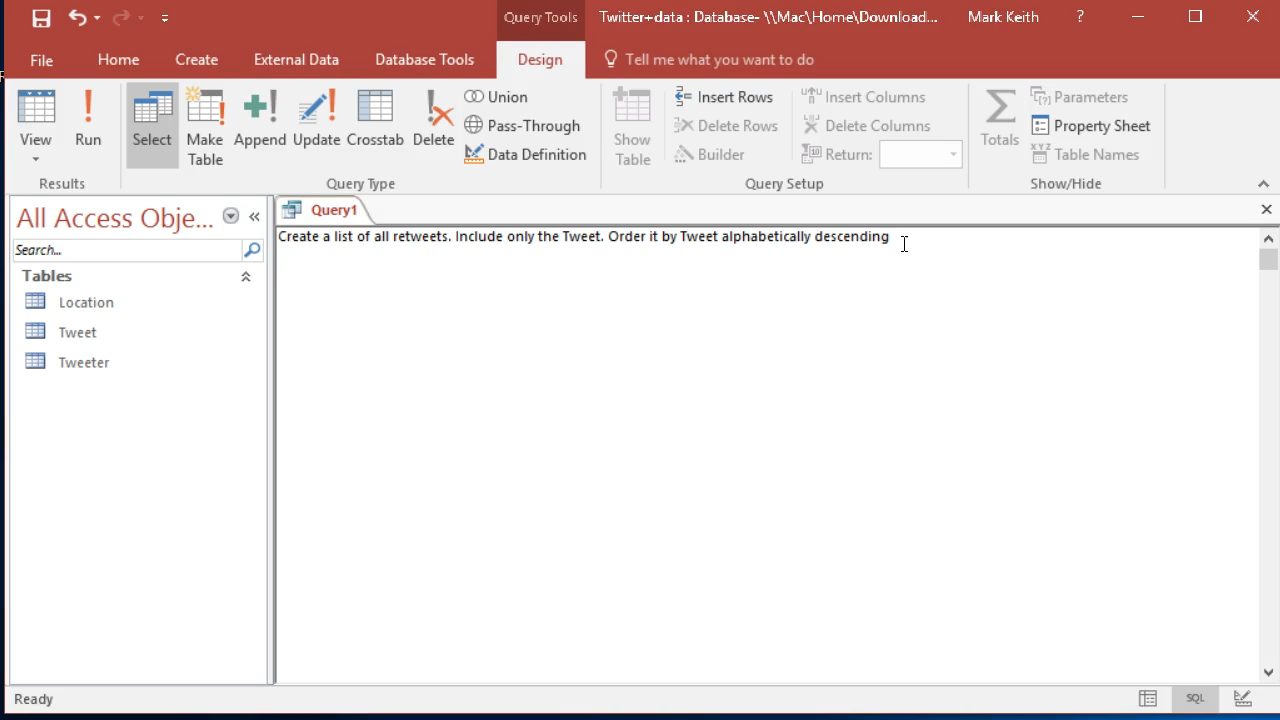 Query Tools
Twitter+data : Database- \\Mac\Home\Download...
Mark Keith
?
File
Home
Create
External Data
Database Tools
Design
Tell me what you want to do
View
Run
Results
Select
Make Table
Append
Update
Crosstab
Delete
Union
Pass-Through
Data Definition
Query Type
Show Table
Insert Rows
Delete Rows
Builder
Insert Columns
Delete Columns
Return:
Query Setup
Totals
Parameters
Property Sheet
Table Names
Show/Hide
All Access Obje...
Search...
Tables
Location
Tweet
Tweeter
Query1
Create a list of all retweets. Include only the Tweet. Order it by Tweet alphabetically descending
Ready
SQL